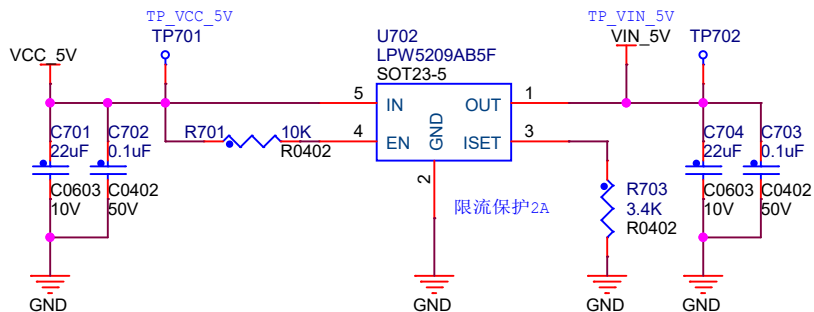 TP_VCC_5V
TP701
VCC_5V
U702
LPW5209AB5F
SOT23-5
TP_VIN_5V
VIN_5V
TP702
5
IN
OUT
1
4
EN
GND
ISET
3
2
R701
10K
R0402
C701
22uF
C0603
10V
C702
0.1uF
C0402
50V
限流保护2A
R703
3.4K
R0402
C704
22uF
C0603
10V
C703
0.1uF
C0402
50V
GND
GND
GND
GND